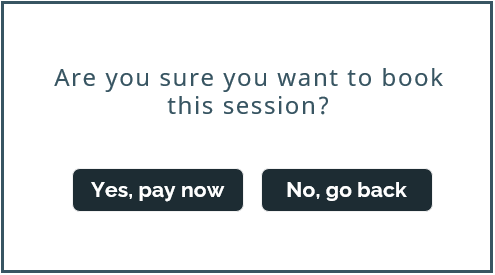 Are you sure you want to book
this session?
Yes, pay now
No, go back